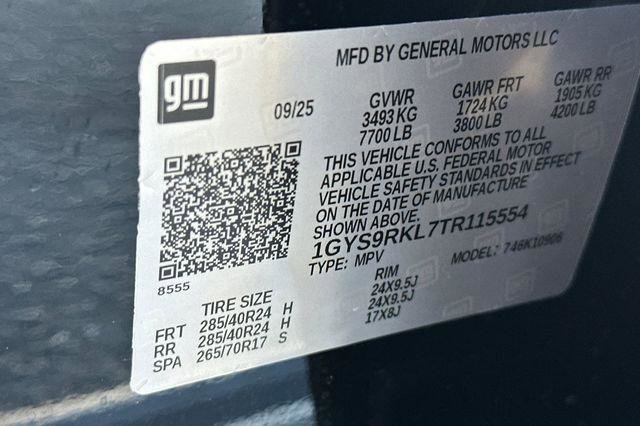 MFD BY GENERAL MOTORS LLC
gm
09/25
GVWR GAWR FRT GAWR RR
3493 KG 1724 KG 1905 KG
7700 LB 3800 LB 4200 LB
THIS VEHICLE CONFORMS TO ALL
APPLICABLE U.S. FEDERAL MOTOR
VEHICLE SAFETY STANDARDS IN EFFECT
ON THE DATE OF MANUFACTURE
SHOWN ABOVE.
1GYS9RKL7TR115554
TYPE: MPV MODEL: 746K10906
8555
TIRE SIZE RIM
FRT 285/40R24 H 24X9.5J
RR 285/40R24 H 24X9.5J
SPA 265/70R17 S 17X8J